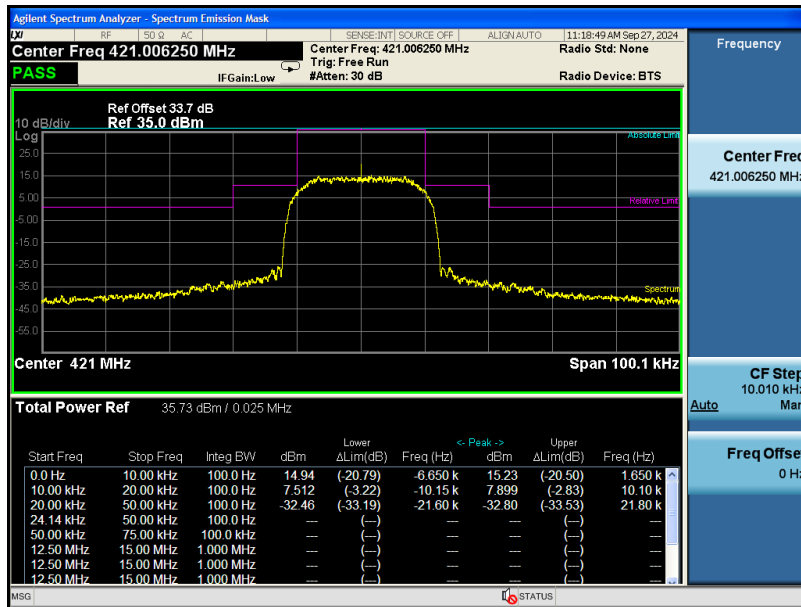 Agilent Spectrum Analyzer - Spectrum Emission Mask
LXI RF 50 Ω AC SENSE:INT SOURCE OFF ALIGN AUTO 11:18:49 AM Sep 27, 2024
Center Freq 421.006250 MHz
Center Freq: 421.006250 MHz
Radio Std: None
Trig: Free Run
PASS
IFGain:Low
#Atten: 30 dB
Radio Device: BTS
Frequency
Ref Offset 33.7 dB
10 dB/div Ref 35.0 dBm
Log
Absolute Limit
25.0
15.0
5.00
Relative Limit
-5.00
-15.0
-25.0
-35.0
Spectrum
-45.0
-55.0
Center 421 MHz Span 100.1 kHz
Center Freq
421.006250 MHz
CF Step
10.010 kHz
Auto Man
Freq Offset
0 Hz
Total Power Ref 35.73 dBm / 0.025 MHz
Lower <- Peak -> Upper
Start Freq Stop Freq Integ BW dBm ΔLim(dB) Freq (Hz) dBm ΔLim(dB) Freq (Hz)
0.0 Hz 10.00 kHz 100.0 Hz 14.94 (-20.79) -6.650 k 15.23 (-20.50) 1.650 k
10.00 kHz 20.00 kHz 100.0 Hz 7.512 (-3.22) -10.15 k 7.899 (-2.83) 10.10 k
20.00 kHz 50.00 kHz 100.0 Hz -32.46 (-33.19) -21.60 k -32.80 (-33.53) 21.80 k
24.14 kHz 50.00 kHz 100.0 Hz --- (---) --- --- (---) ---
50.00 kHz 75.00 kHz 100.0 kHz --- (---) --- --- (---) ---
12.50 MHz 15.00 MHz 1.000 MHz --- (---) --- --- (---) ---
12.50 MHz 15.00 MHz 1.000 MHz --- (---) --- --- (---) ---
12.50 MHz 15.00 MHz 1.000 MHz --- (---) --- --- (---) ---
MSG STATUS